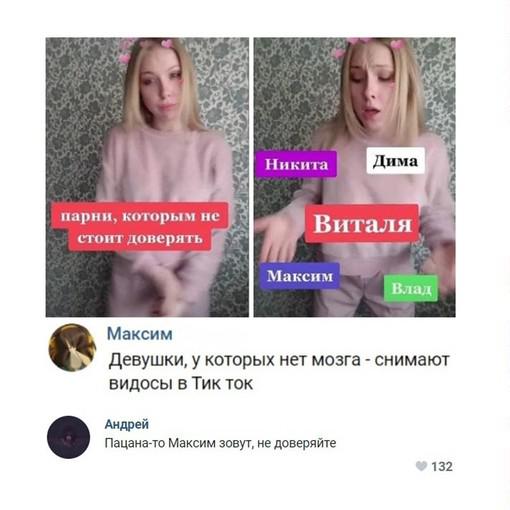 парни, которым не
стоит доверять
Никита
Дима
Виталя
Максим
Влад
Максим
Девушки, у которых нет мозга - снимают
видосы в Тик ток
Андрей
Пацана-то Максим зовут, не доверяйте
132